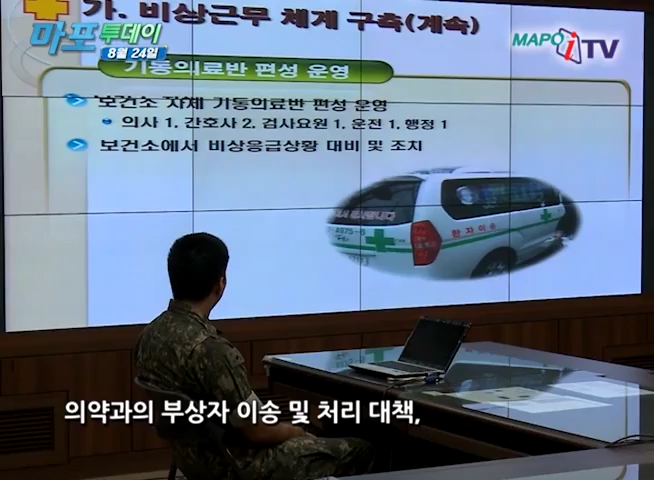 가. 비상근무 체계 구축(계속)
마포 투데이
8월 24일
MAPO i TV
기동의료반 편성 운영
보건소 자체 기동의료반 편성 운영
의사 1, 간호사 2, 검사요원 1, 운전 1, 행정 1
보건소에서 비상응급상황 대비 및 조치
환자이송
의약과의 부상자 이송 및 처리 대책,